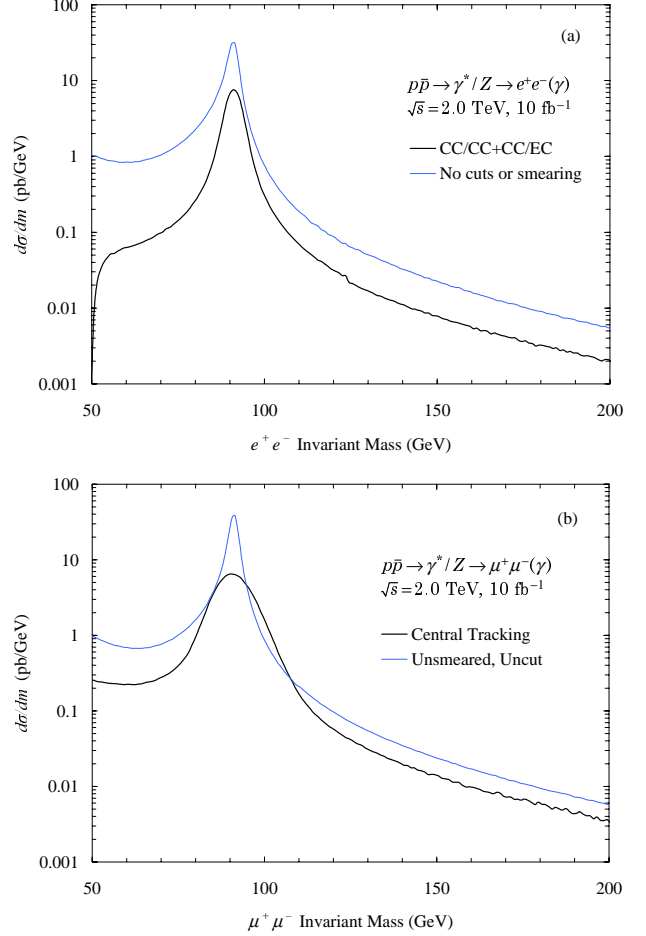 100
10
1
0.1
0.01
0.001
dσ/dm (pb/GeV)
(a)
pp̄→γ*/Z→e⁺e⁻(γ)
√s̄=2.0 TeV, 10 fb⁻¹
CC/CC+CC/EC
No cuts or smearing
50 100 150 200
e⁺e⁻ Invariant Mass (GeV)
100
10
1
0.1
0.01
0.001
dσ/dm (pb/GeV)
(b)
pp̄→γ*/Z→μ⁺μ⁻(γ)
√s̄=2.0 TeV, 10 fb⁻¹
Central Tracking
Unsmeared, Uncut
50 100 150 200
μ⁺μ⁻ Invariant Mass (GeV)